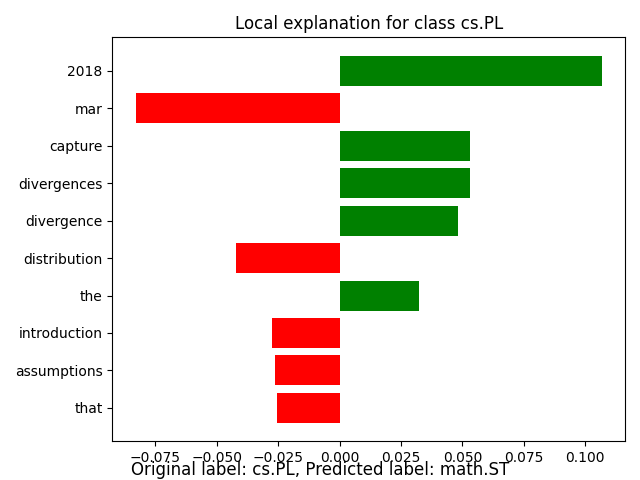 Local explanation for class cs.PL
2018
mar
capture
divergences
divergence
distribution
the
introduction
assumptions
that
−0.075 −0.050 −0.025 0.000 0.025 0.050 0.075 0.100
Original label: cs.PL, Predicted label: math.ST